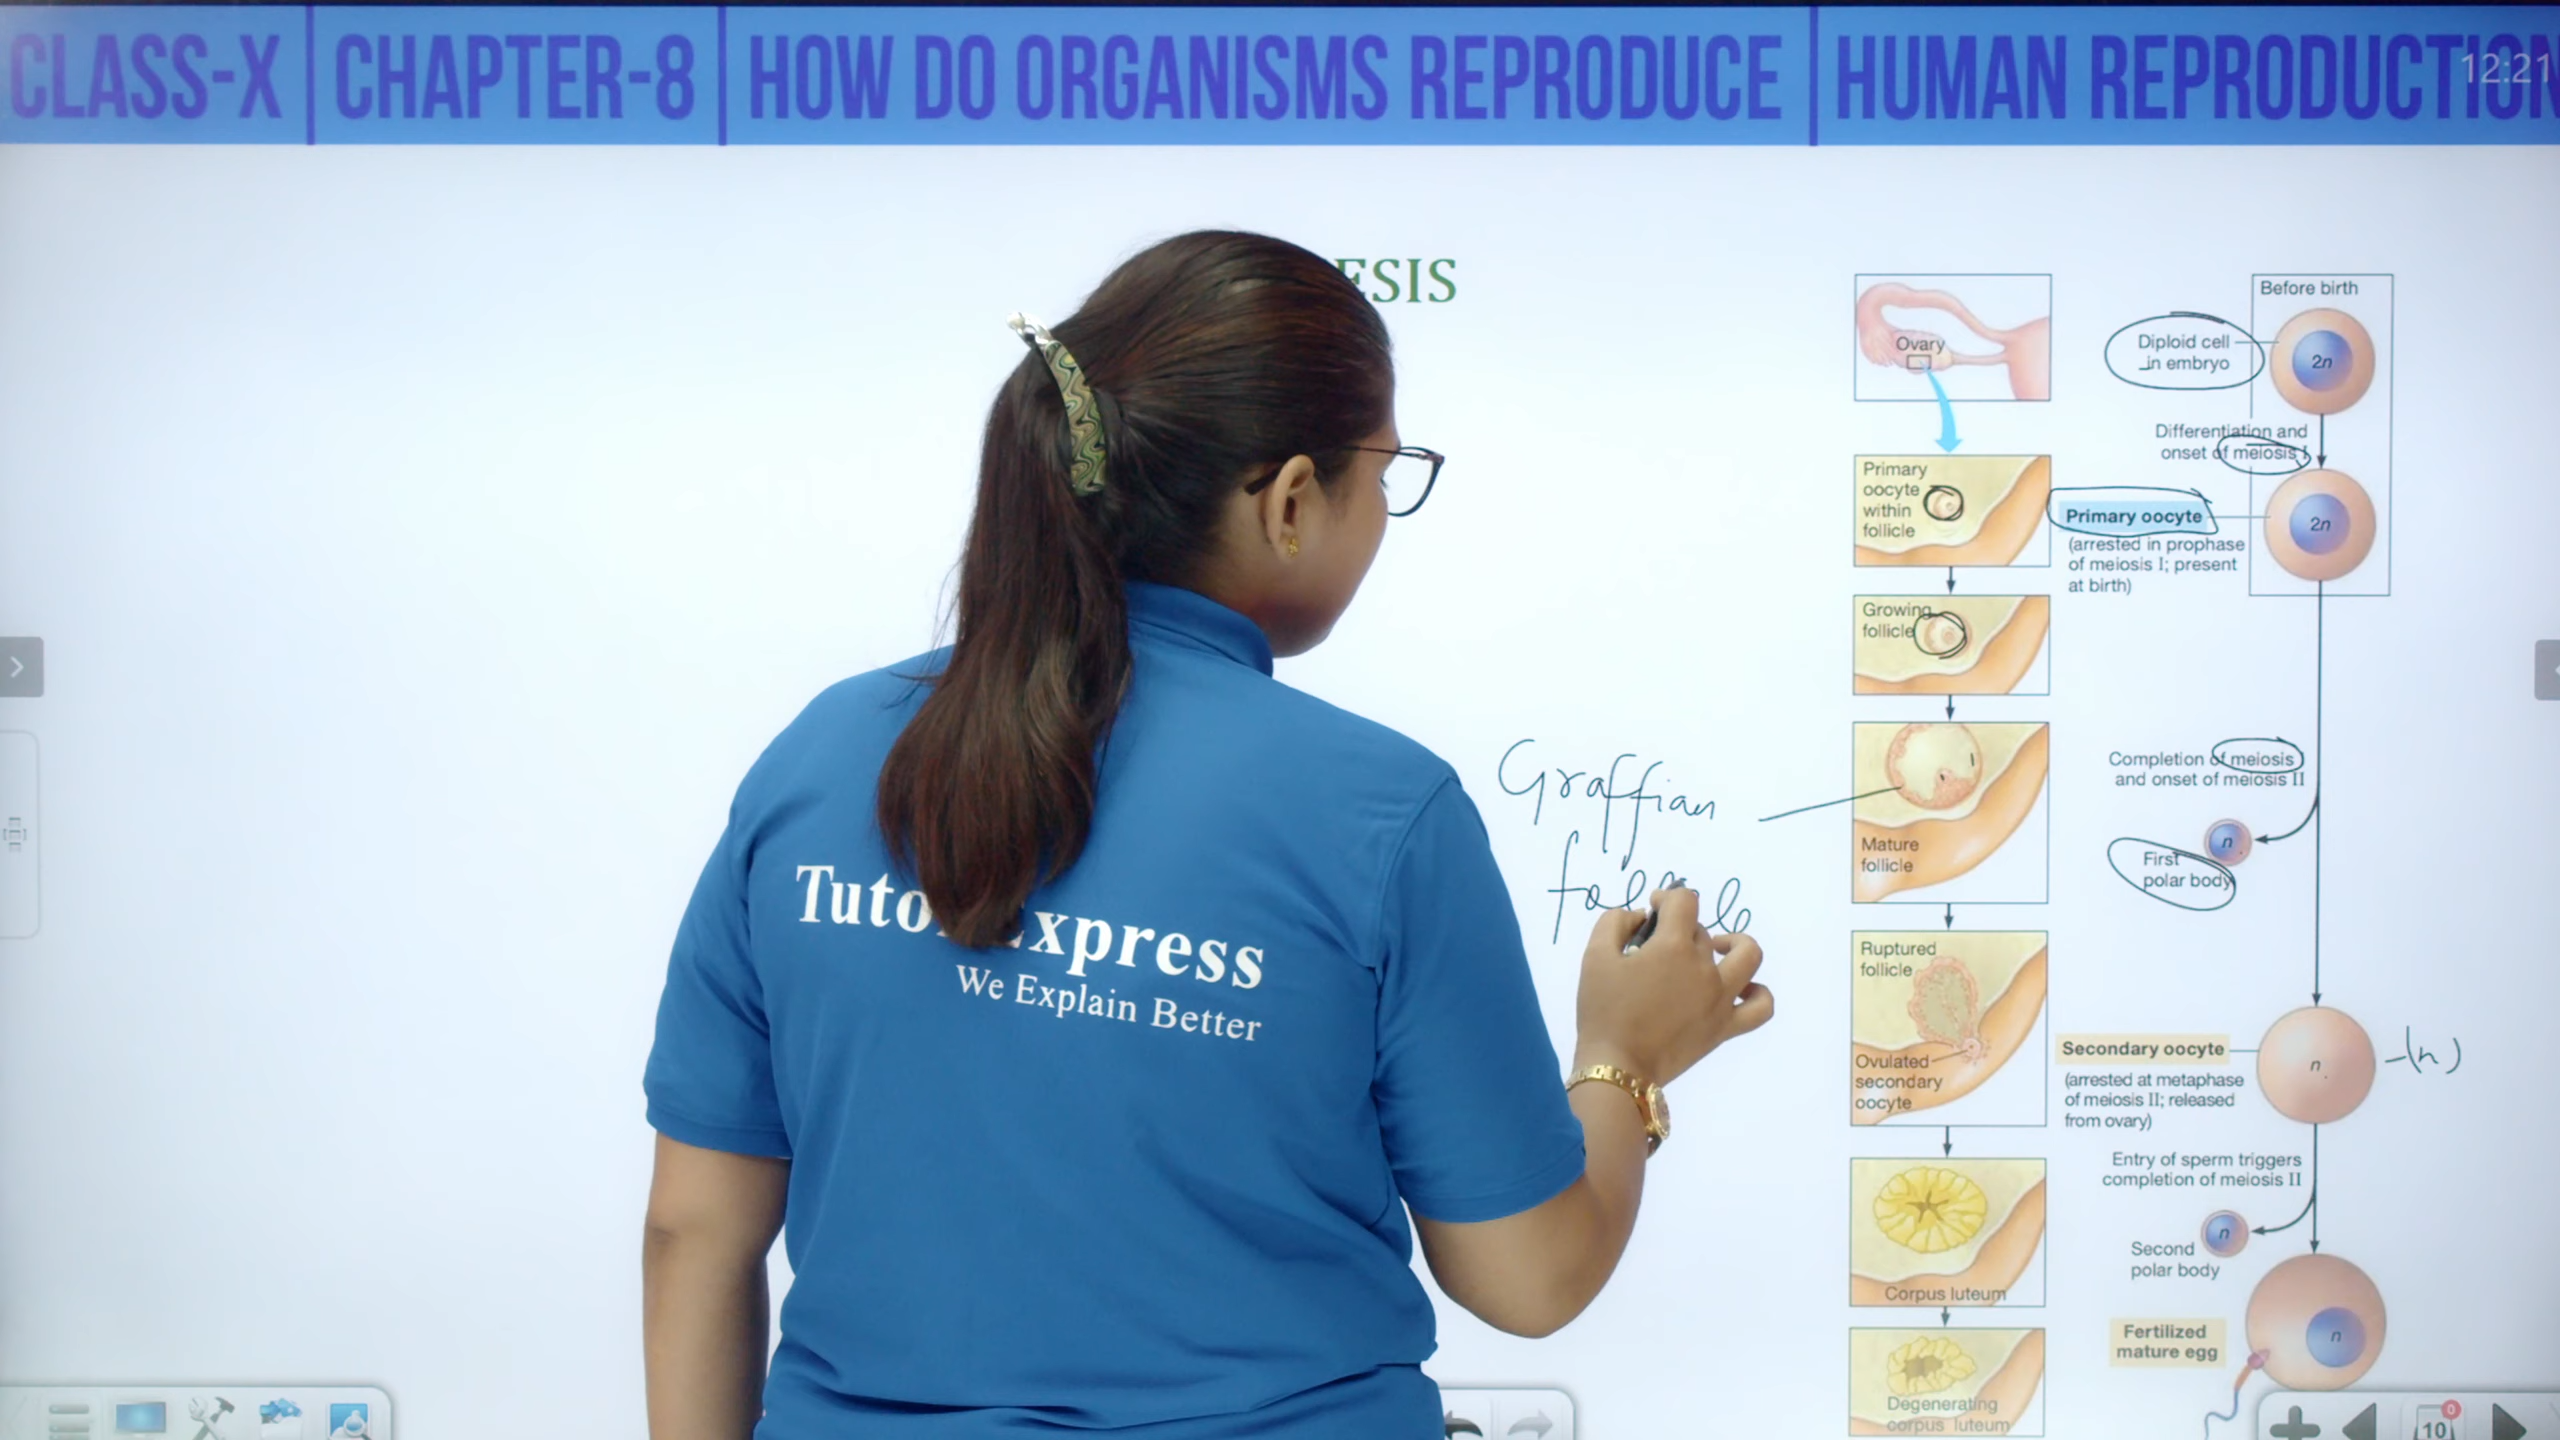 CLASS-X CHAPTER-8 HOW DO ORGANISMS REPRODUCE HUMAN REPRODUCTION
12:21
ESIS
Ovary
Primary
oocyte
within
follicle
Growing
follicle
Mature
follicle
Ruptured
follicle
Ovulated
secondary
oocyte
Corpus luteum
Degenerating
corpus luteum
Before birth
Diploid cell
in embryo
2n
Differentiation and
onset of meiosis I
Primary oocyte
2n
(arrested in prophase
of meiosis I; present
at birth)
Completion of meiosis I
and onset of meiosis II
n
First
polar body
Secondary oocyte
n
(n)
(arrested at metaphase
of meiosis II; released
from ovary)
Entry of sperm triggers
completion of meiosis II
n
Second
polar body
Fertilized
mature egg
n
Graffian
Express
We Explain Better
10
0